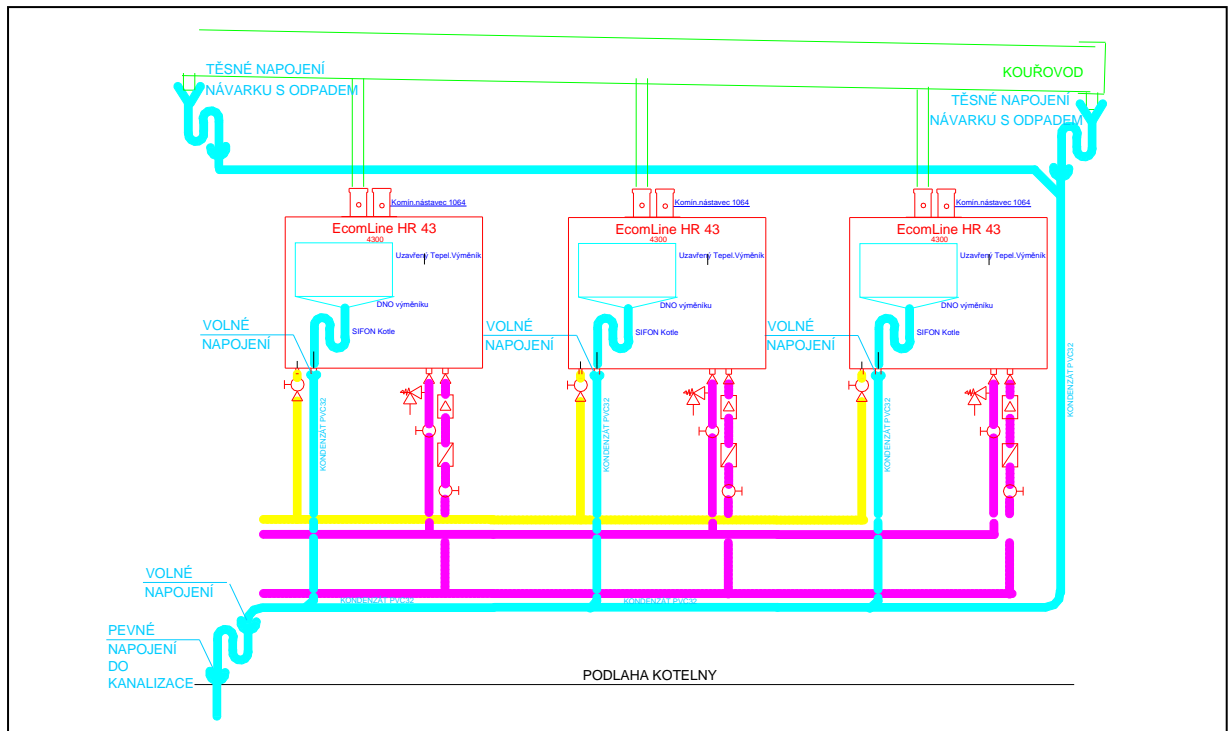 TĚSNÉ NAPOJENÍ
NÁVARKU S ODPADEM
KOUŘOVOD
TĚSNÉ NAPOJENÍ
NÁVARKU S ODPADEM
Komín.nástavec 1064
Komín.nástavec 1064
Komín.nástavec 1064
EcomLine HR 43
4300
EcomLine HR 43
4300
EcomLine HR 43
4300
Uzavřený Tepel.Výměník
Uzavřený Tepel.Výměník
Uzavřený Tepel.Výměník
DNO výměníku
DNO výměníku
DNO výměníku
SIFON Kotle
SIFON Kotle
SIFON Kotle
VOLNÉ
NAPOJENÍ
VOLNÉ
NAPOJENÍ
VOLNÉ
NAPOJENÍ
KONDENZÁT PVC32
KONDENZÁT PVC32
KONDENZÁT PVC32
KONDENZÁT PVC32
VOLNÉ
NAPOJENÍ
KONDENZÁT PVC32
KONDENZÁT PVC32
PEVNÉ
NAPOJENÍ
DO
KANALIZACE
PODLAHA KOTELNY